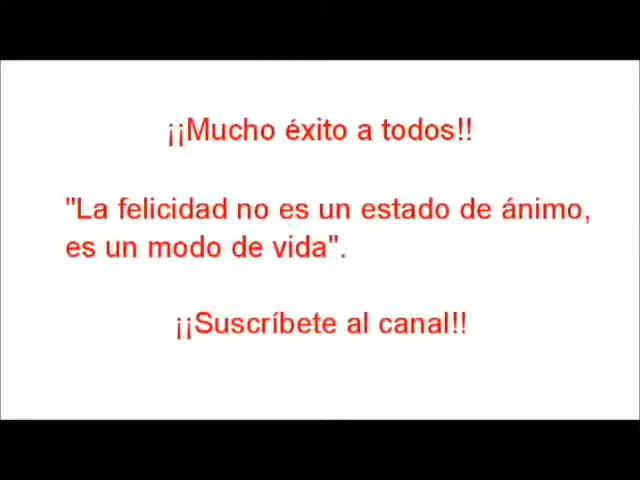 ¡¡Mucho éxito a todos!!
"La felicidad no es un estado de ánimo,
es un modo de vida".
¡¡Suscríbete al canal!!